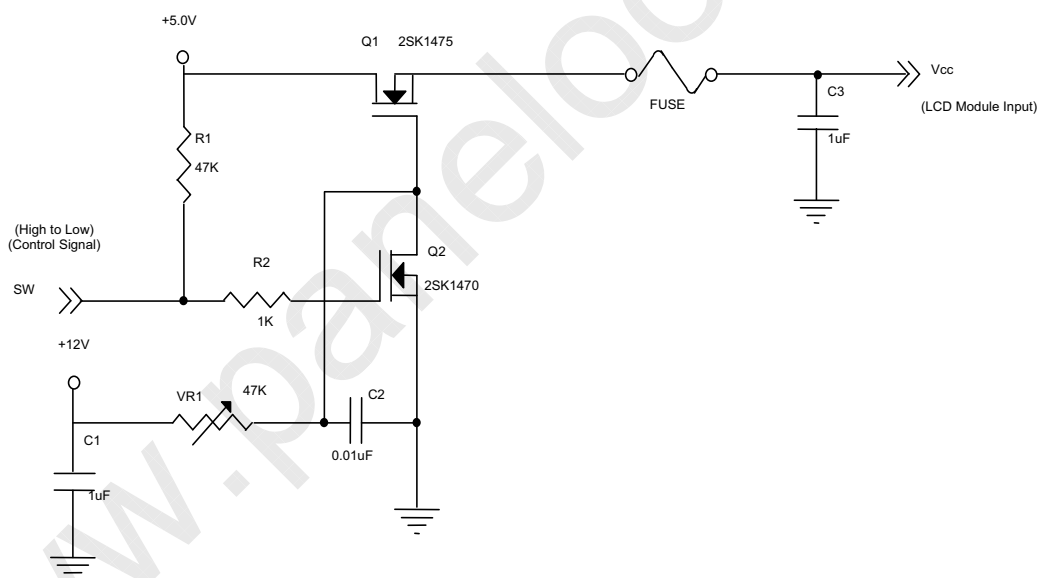 +5.0V
Q1 2SK1475
Vcc
FUSE
C3
(LCD Module Input)
1uF
R1
47K
(High to Low)
(Control Signal)
SW
R2
1K
Q2
2SK1470
+12V
VR1
47K
C2
0.01uF
C1
1uF
www.paneloo